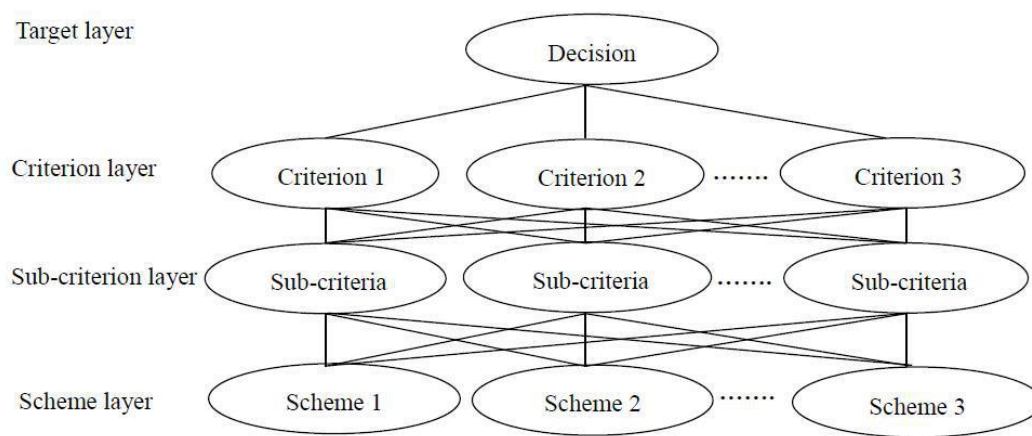 Target layer
Decision
Criterion layer
Criterion 1
Criterion 2
.......
Criterion 3
Sub-criterion layer
Sub-criteria
Sub-criteria
.......
Sub-criteria
Scheme layer
Scheme 1
Scheme 2
.......
Scheme 3